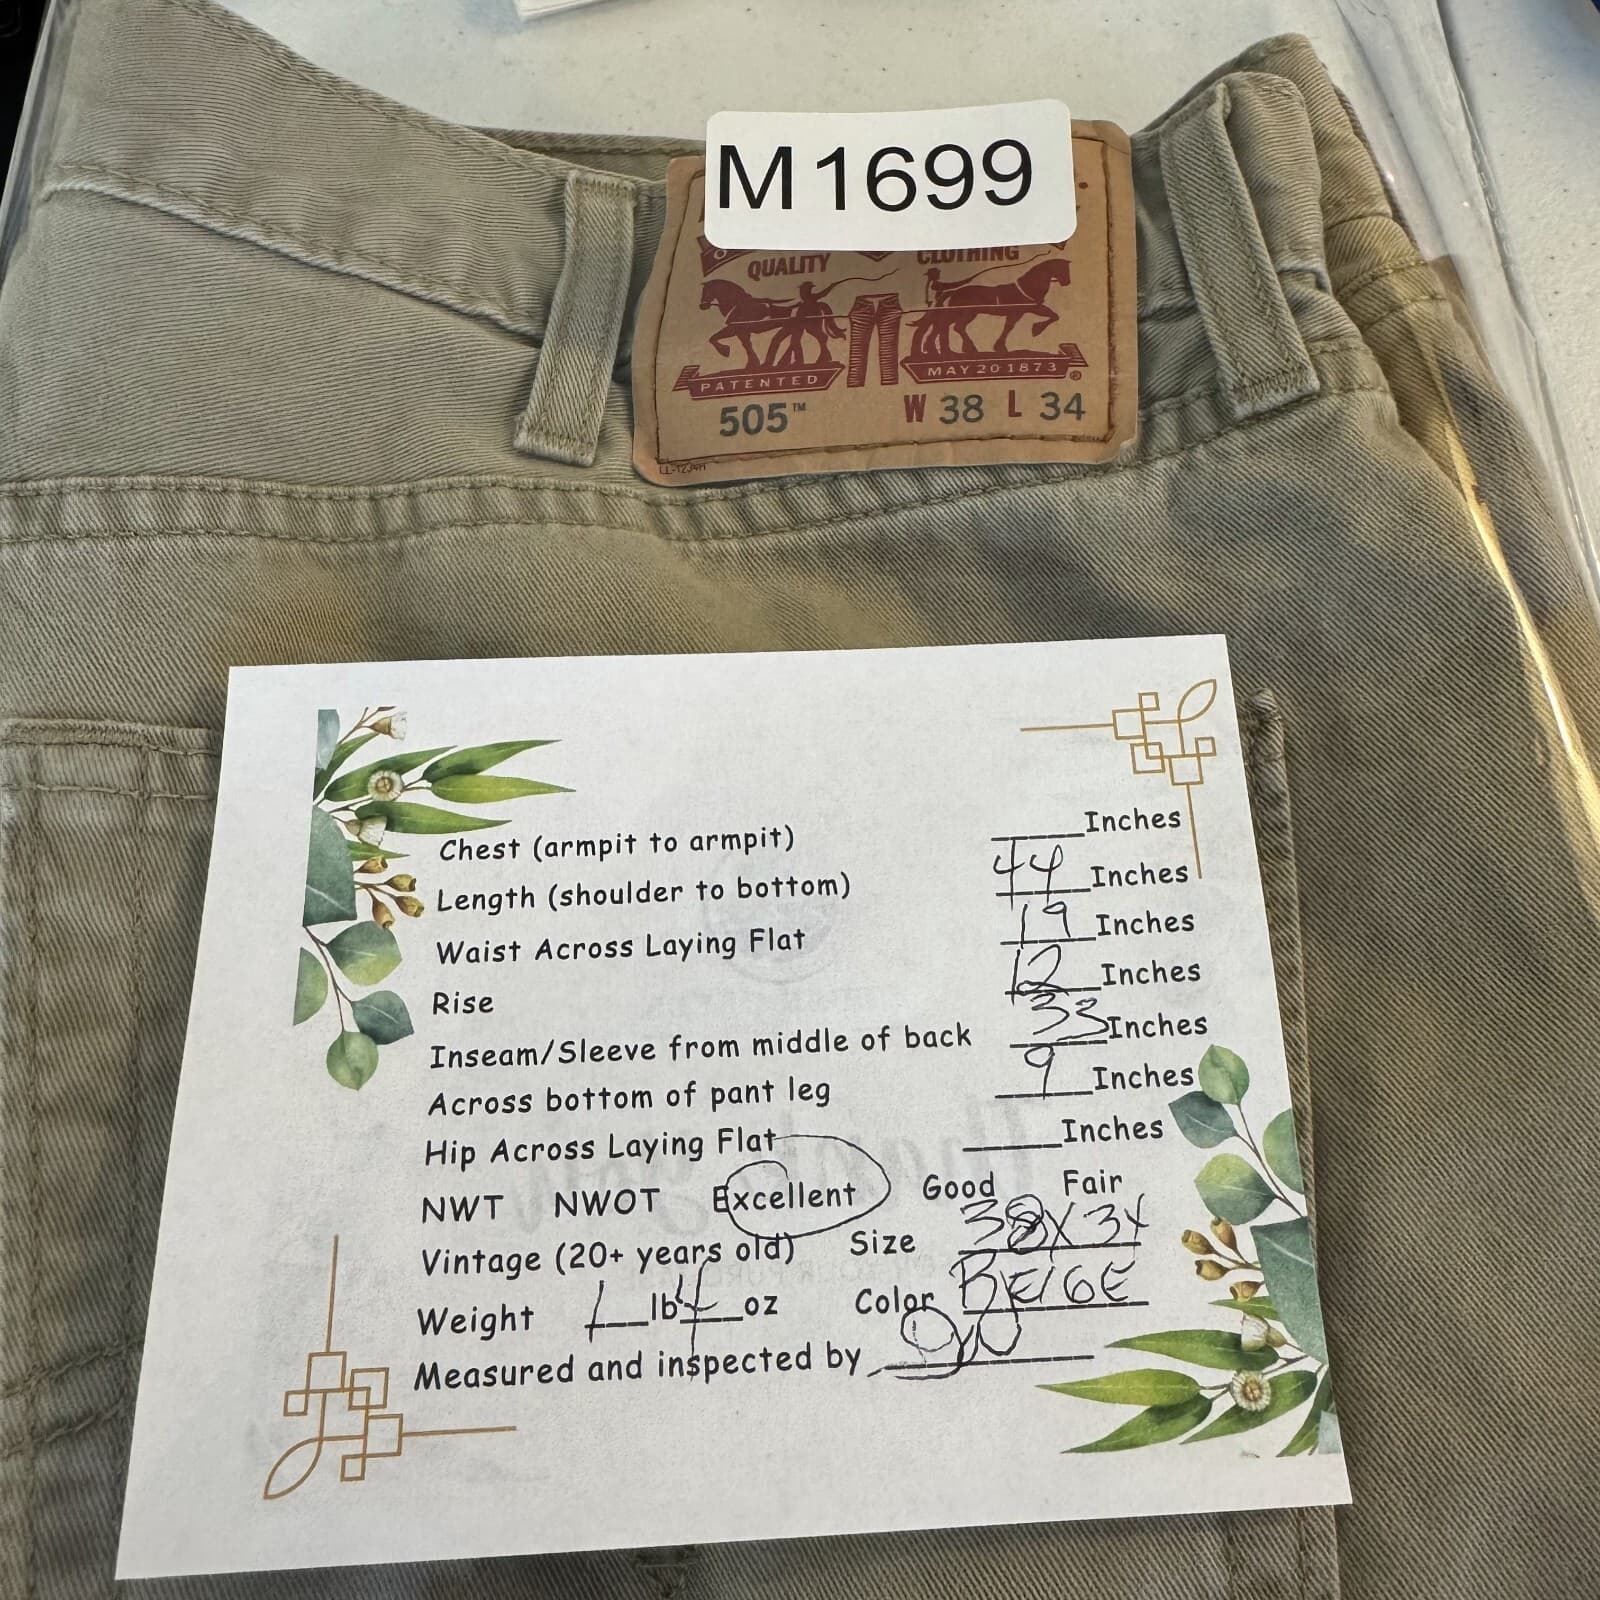 M1699
QUALITY CLOTHING
PATENTED MAY 20 1873 ®
505™ W 38 L 34
Chest (armpit to armpit) ____Inches
Length (shoulder to bottom) 44 Inches
Waist Across Laying Flat 19 Inches
Rise 12 Inches
Inseam/Sleeve from middle of back 33 Inches
Across bottom of pant leg 9 Inches
Hip Across Laying Flat ____Inches
NWT NWOT Excellent Good Fair
Vintage (20+ years old) Size 38X34
Weight 1 lb 4 oz Color BEIGE
Measured and inspected by